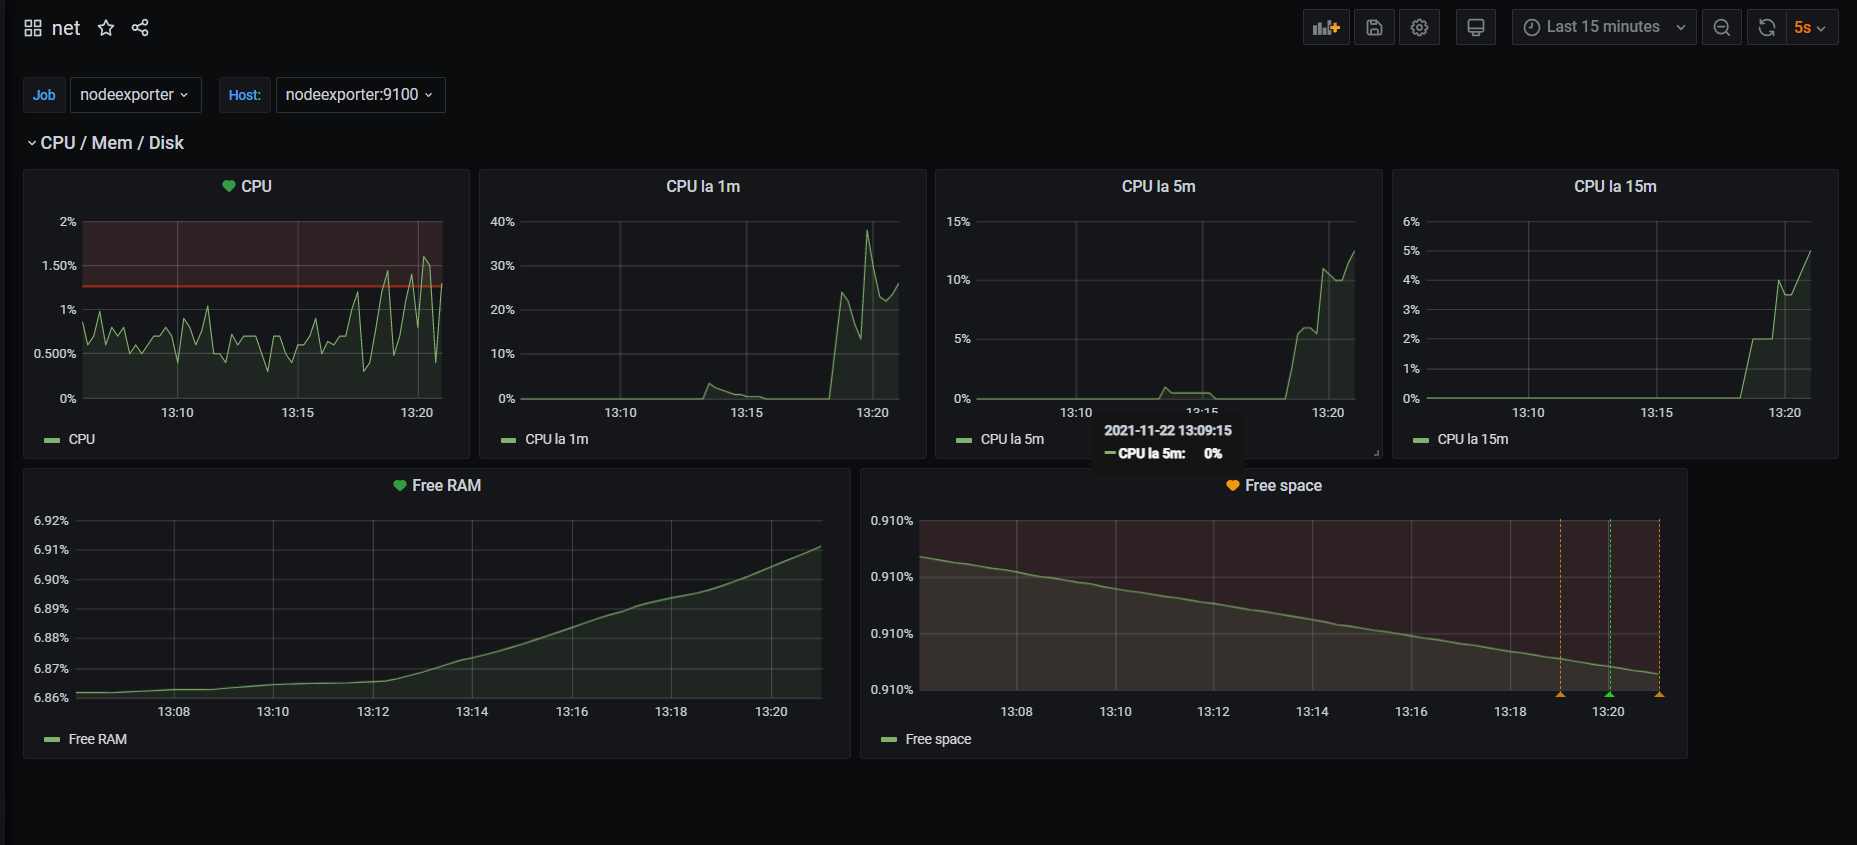 net
Last 15 minutes
5s
Job nodeexporter
Host: nodeexporter:9100
CPU / Mem / Disk
CPU
2%
1.50%
1%
0.500%
0%
13:10 13:15 13:20
CPU
CPU la 1m
40%
30%
20%
10%
0%
13:10 13:15 13:20
CPU la 1m
CPU la 5m
15%
10%
5%
0%
13:10 13:15 13:20
CPU la 5m
2021-11-22 13:09:15
CPU la 5m: 0%
CPU la 15m
6%
5%
4%
3%
2%
1%
0%
13:10 13:15 13:20
CPU la 15m
Free RAM
6.92%
6.91%
6.90%
6.89%
6.88%
6.87%
6.86%
13:08 13:10 13:12 13:14 13:16 13:18 13:20
Free RAM
Free space
0.910%
0.910%
0.910%
0.910%
13:08 13:10 13:12 13:14 13:16 13:18 13:20
Free space